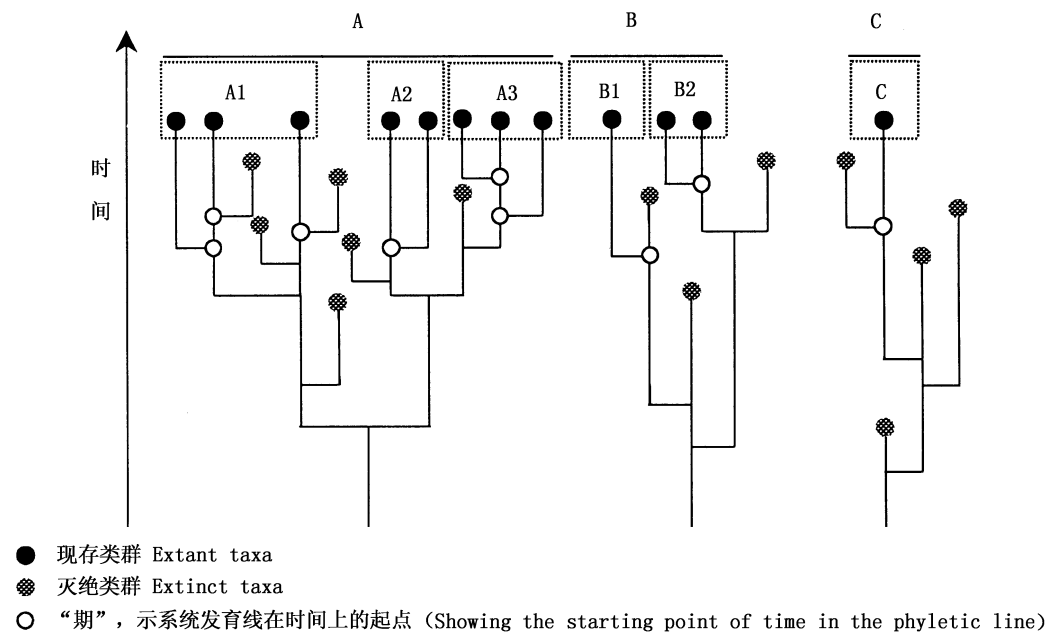 A B C
A1 A2 A3 B1 B2 C
时
间
现存类群 Extant taxa
灭绝类群 Extinct taxa
“期”，示系统发育线在时间上的起点（Showing the starting point of time in the phyletic line）